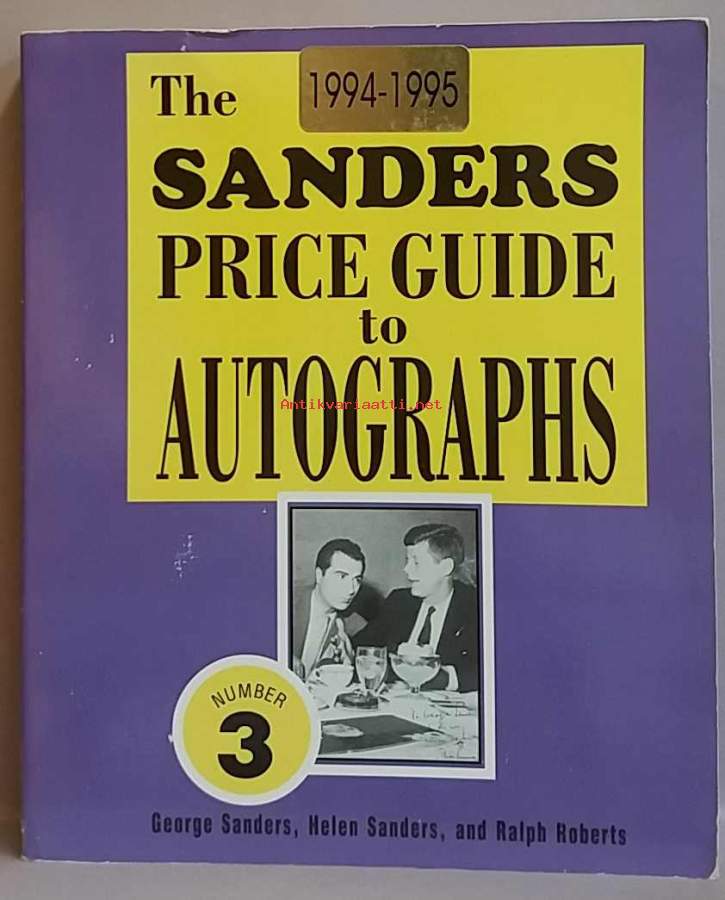 The
1994-1995
SANDERS
PRICE GUIDE
to
AUTOGRAPHS
Antikvariaatti.net
NUMBER
3
George Sanders, Helen Sanders, and Ralph Roberts